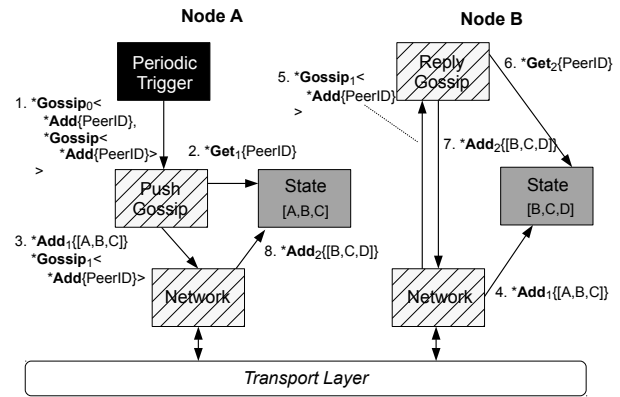 Node A
Node B
Periodic
Trigger
Reply
Gossip
5. *Gossip1<
*Add{PeerID}
>
6. *Get2{PeerID}
1. *Gossip0<
*Add{PeerID},
*Gossip<
*Add{PeerID}>
>
2. *Get1{PeerID}
7. *Add2{[B,C,D]}
Push
Gossip
State
[A,B,C]
State
[B,C,D]
3. *Add1{[A,B,C]}
*Gossip1<
*Add{PeerID}>
8. *Add2{[B,C,D]}
Network
Network
4. *Add1{[A,B,C]}
Transport Layer